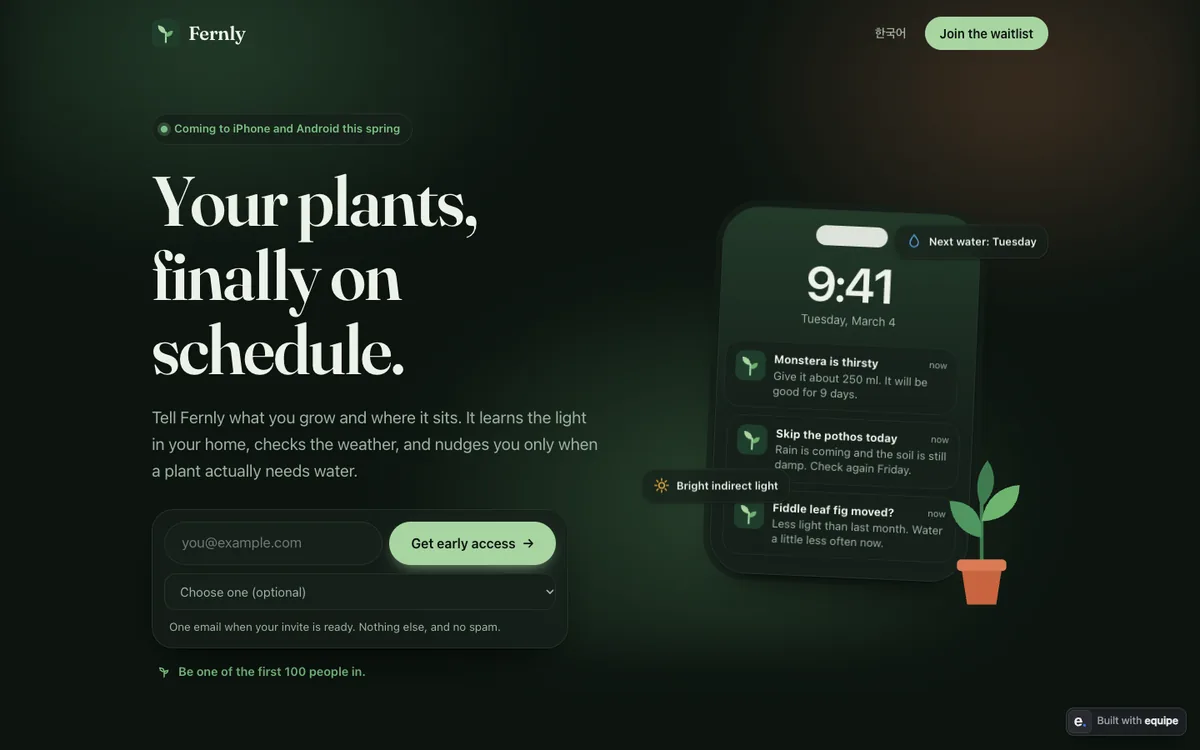 Fernly
한국어
Join the waitlist
Coming to iPhone and Android this spring
Your plants,
finally on
schedule.
Tell Fernly what you grow and where it sits. It learns the light
in your home, checks the weather, and nudges you only when
a plant actually needs water.
you@example.com
Get early access →
Choose one (optional)
One email when your invite is ready. Nothing else, and no spam.
Be one of the first 100 people in.
Next water: Tuesday
9:41
Tuesday, March 4
Monstera is thirsty
now
Give it about 250 ml. It will be
good for 9 days.
Skip the pothos today
now
Rain is coming and the soil is still
damp. Check again Friday.
Bright indirect light
Fiddle leaf fig moved?
now
Less light than last month. Water
a little less often now.
e. Built with equipe